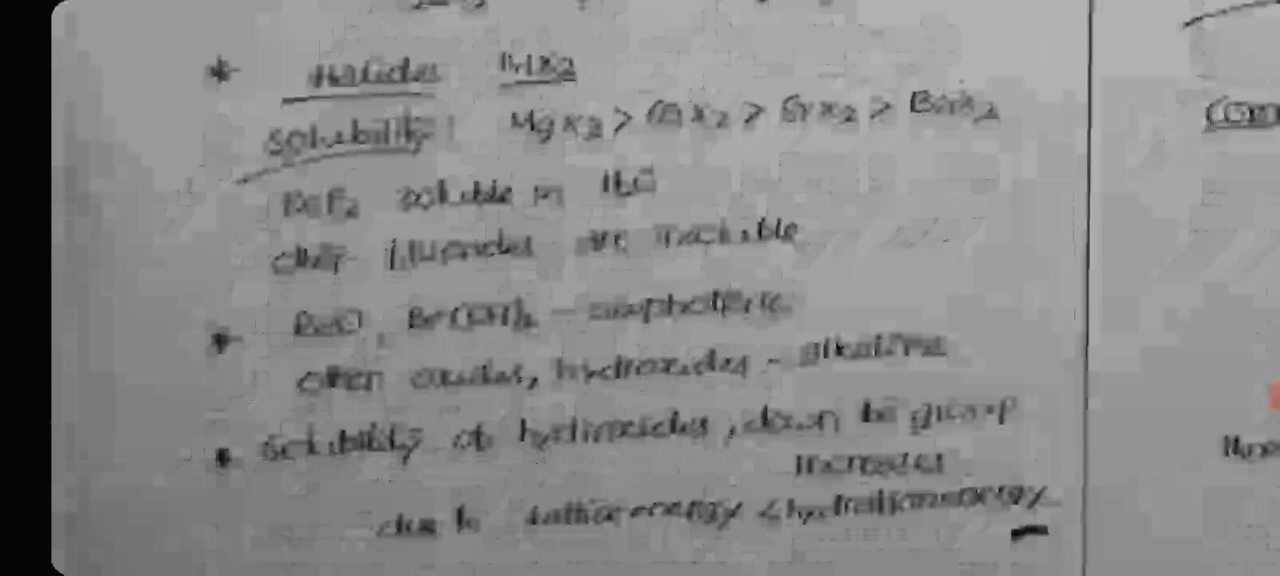 * Halides MX2
Solubility : MgX2 > CaX2 > SrX2 > BaX2
BeF2 soluble in H2O
other fluorides are insoluble
* BeO, Be(OH)2 - amphoteric
other oxides, hydroxides - alkaline
* Solubility of hydroxides, down the group
increases
due to Lattice energy < hydration energy